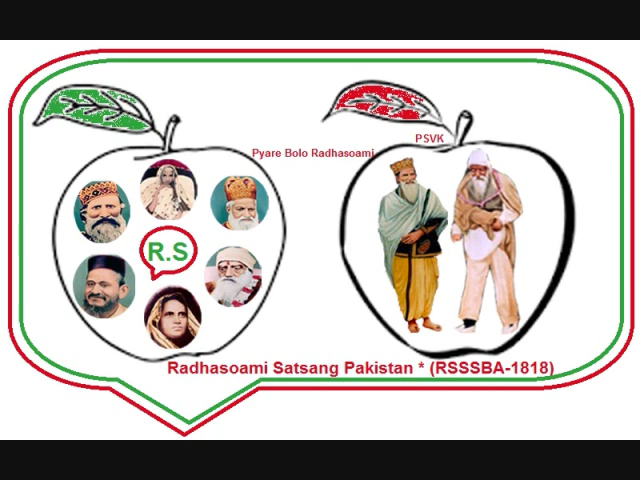 PSVK
Pyare Bolo Radhasoami
R.S
Radhasoami Satsang Pakistan * (RSSSBA-1818)